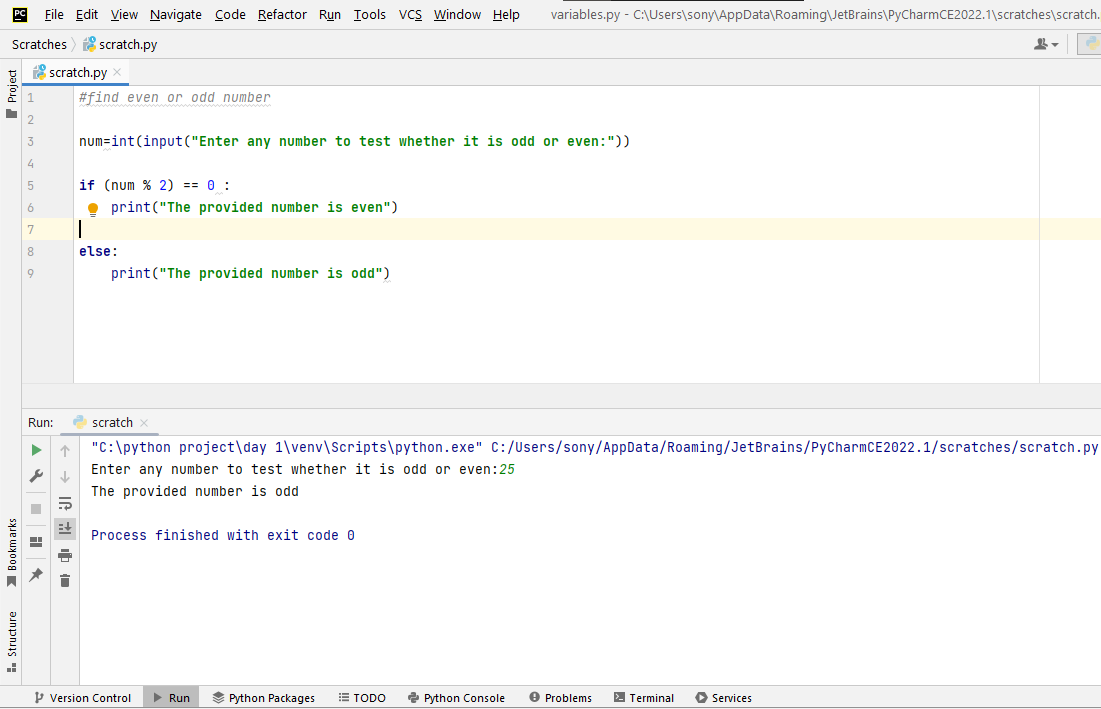 PC File Edit View Navigate Code Refactor Run Tools VCS Window Help variables.py - C:\Users\sony\AppData\Roaming\JetBrains\PyCharmCE2022.1\scratches\scratch.
Scratches scratch.py
Project
scratch.py
1 #find even or odd number
2
3 num=int(input("Enter any number to test whether it is odd or even:"))
4
5 if (num % 2) == 0 :
6 print("The provided number is even")
7
8 else:
9 print("The provided number is odd")
Run: scratch
"C:\python project\day 1\venv\Scripts\python.exe" C:/Users/sony/AppData/Roaming/JetBrains/PyCharmCE2022.1/scratches/scratch.py
Enter any number to test whether it is odd or even:25
The provided number is odd
Process finished with exit code 0
Bookmarks
Structure
Version Control Run Python Packages TODO Python Console Problems Terminal Services